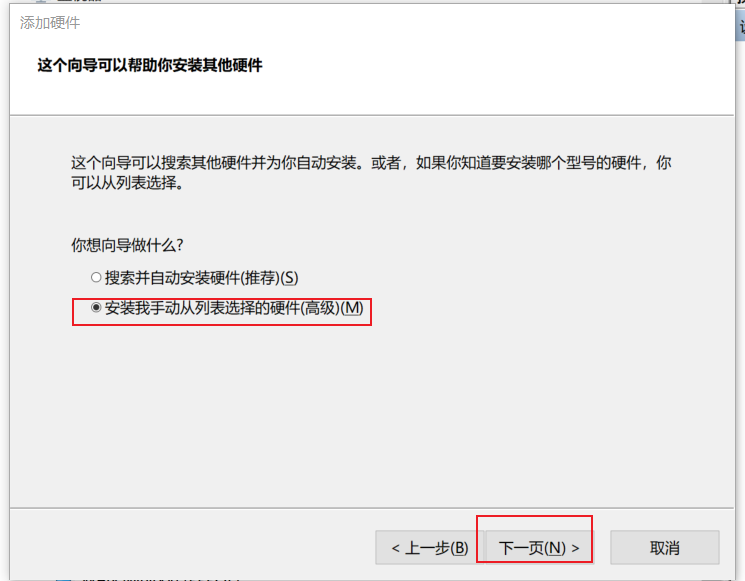 添加硬件
这个向导可以帮助你安装其他硬件
这个向导可以搜索其他硬件并为你自动安装。或者，如果你知道要安装哪个型号的硬件，你
可以从列表选择。
你想向导做什么?
搜索并自动安装硬件(推荐)(S)
安装我手动从列表选择的硬件(高级)(M)
< 上一步(B) 下一页(N) > 取消